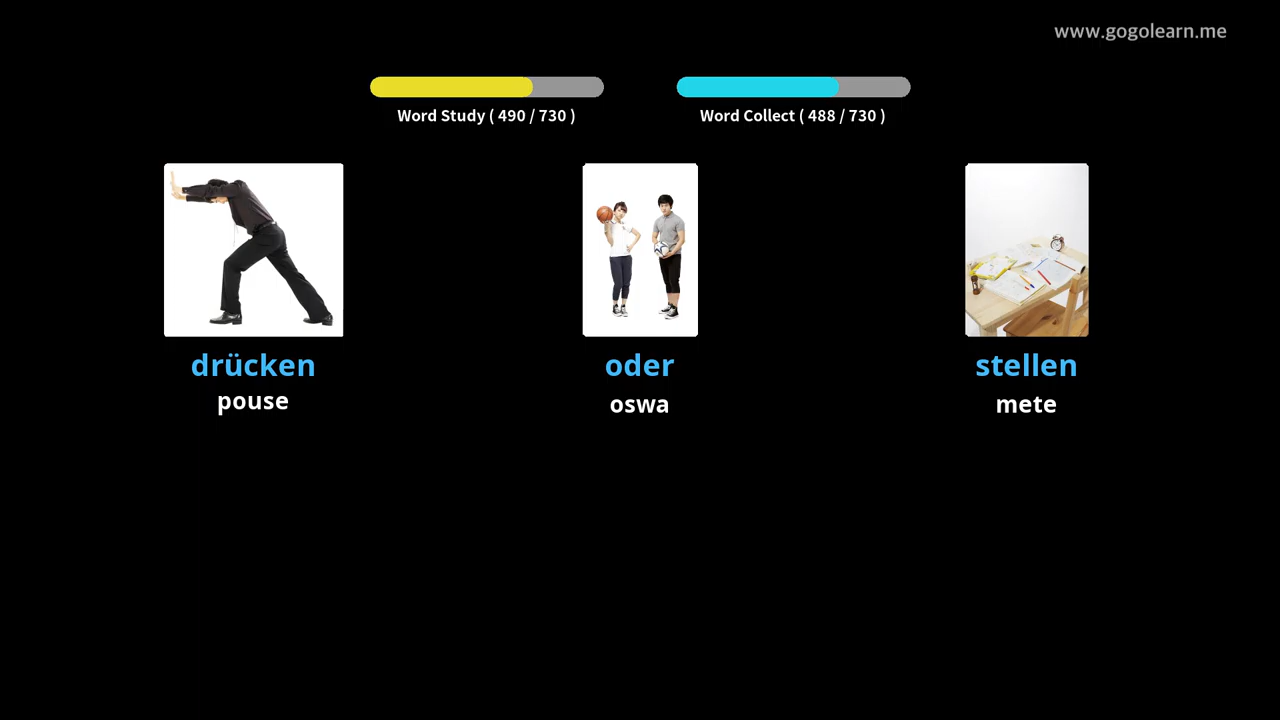 www.gogolearn.me
Word Study ( 490 / 730 )
Word Collect ( 488 / 730 )
drücken
pouse
oder
oswa
stellen
mete